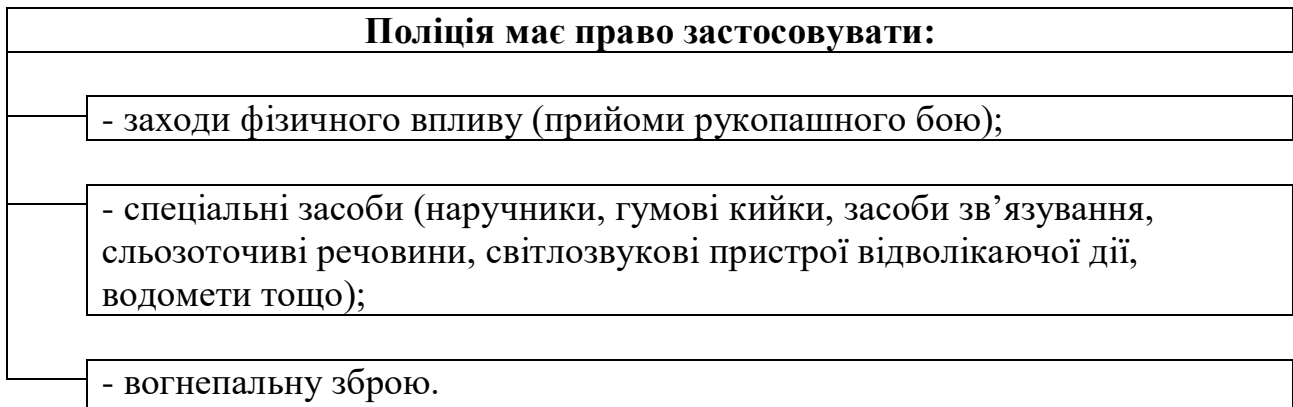 Поліція має право застосовувати:
- заходи фізичного впливу (прийоми рукопашного бою);
- спеціальні засоби (наручники, гумові кийки, засоби зв’язування,
сльозоточиві речовини, світлозвукові пристрої відволікаючої дії,
водомети тощо);
- вогнепальну зброю.